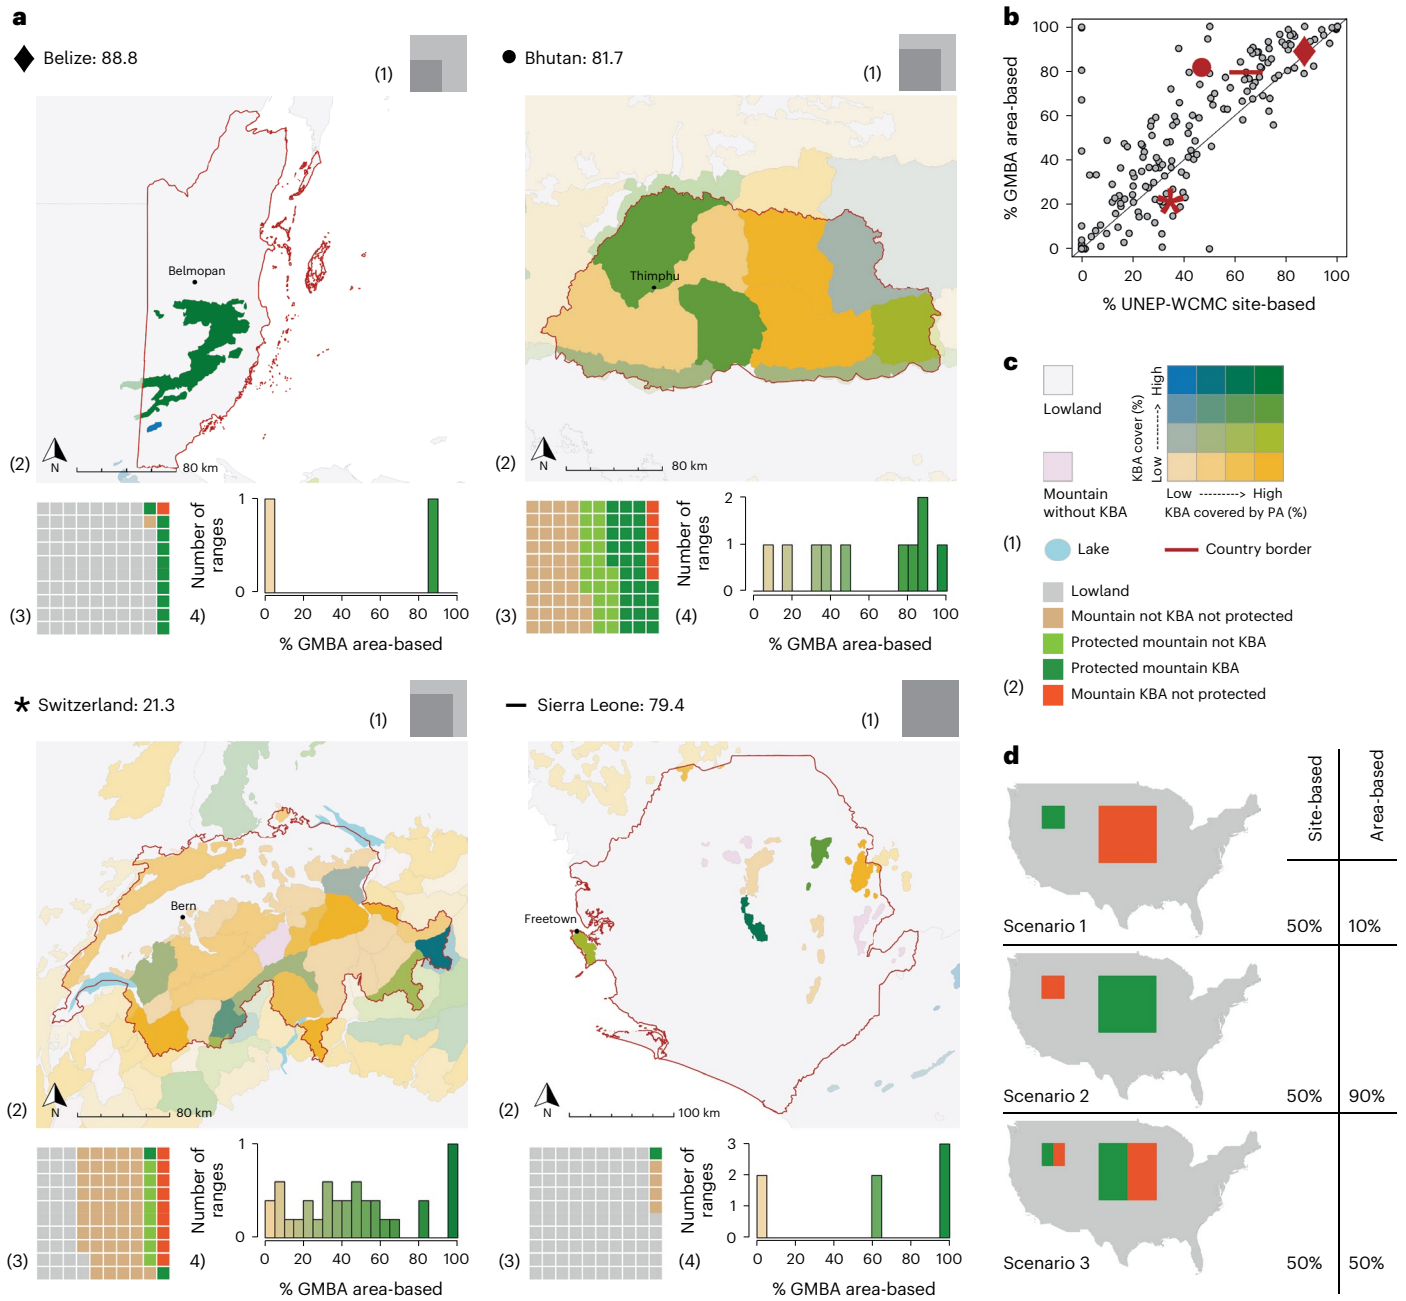 a
Belize: 88.8
(1)
Belmopan
N
80 km
(2)
(3)
4)
Number of
ranges
1
0
0 20 40 60 80 100
% GMBA area-based
Bhutan: 81.7
(1)
Thimphu
N
80 km
(2)
(3)
(4)
Number of
ranges
2
1
0
0 20 40 60 80 100
% GMBA area-based
Switzerland: 21.3
(1)
Bern
N
80 km
(2)
(3)
4)
Number of
ranges
1
0
0 20 40 60 80 100
% GMBA area-based
Sierra Leone: 79.4
(1)
Freetown
N
100 km
(2)
(3)
(4)
Number of
ranges
3
2
1
0
0 20 40 60 80 100
% GMBA area-based
b
% GMBA area-based
100
80
60
40
20
0
0 20 40 60 80 100
% UNEP-WCMC site-based
c
Lowland
Mountain
without KBA
KBA cover (%)
Low High
Low High
KBA covered by PA (%)
(1)
Lake
Country border
Lowland
Mountain not KBA not protected
Protected mountain not KBA
Protected mountain KBA
(2)
Mountain KBA not protected
d
Site-based
Area-based
Scenario 1 50% 10%
Scenario 2 50% 90%
Scenario 3 50% 50%